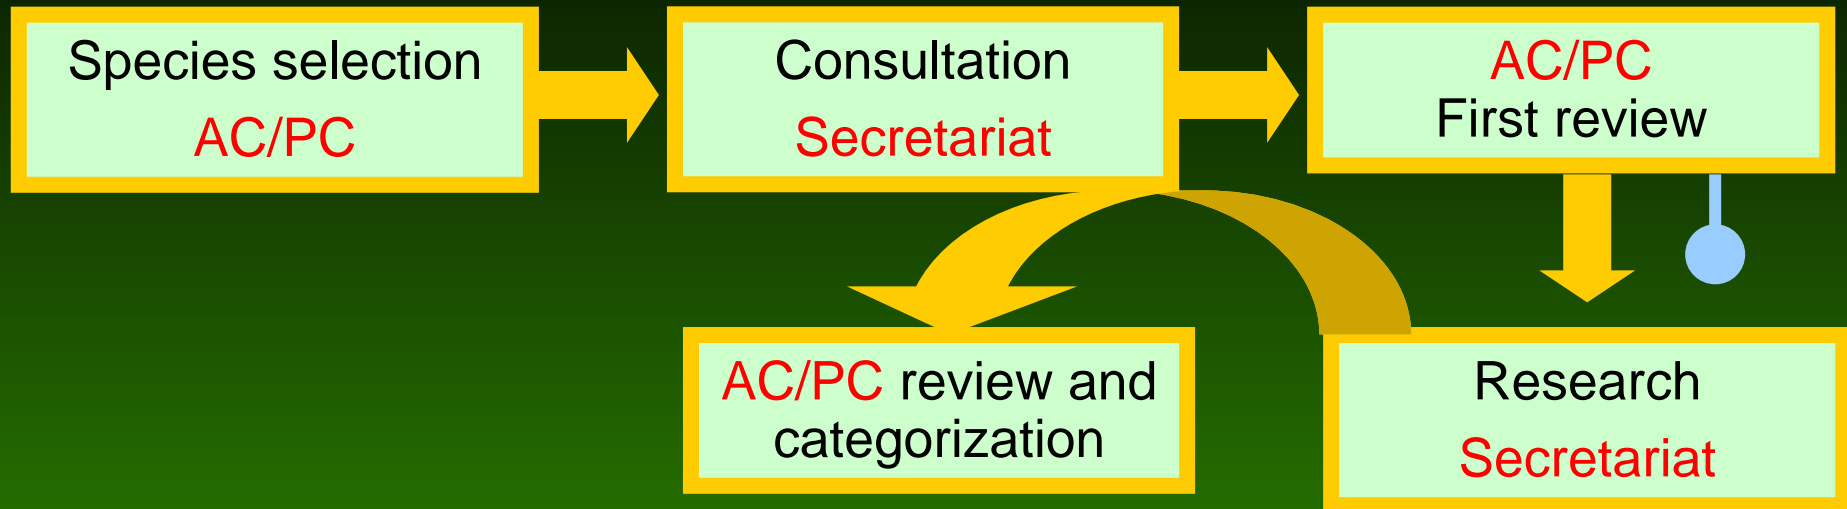 Species selection
AC/PC
Consultation
Secretariat
AC/PC
First review
AC/PC review and
categorization
Research
Secretariat